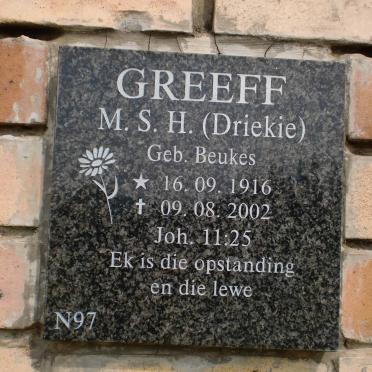 GREEFF
M. S. H. (Driekie)
Geb. Beukes
★ 16. 09. 1916
✝ 09. 08. 2002
Joh. 11:25
Ek is die opstanding
en die lewe
N97